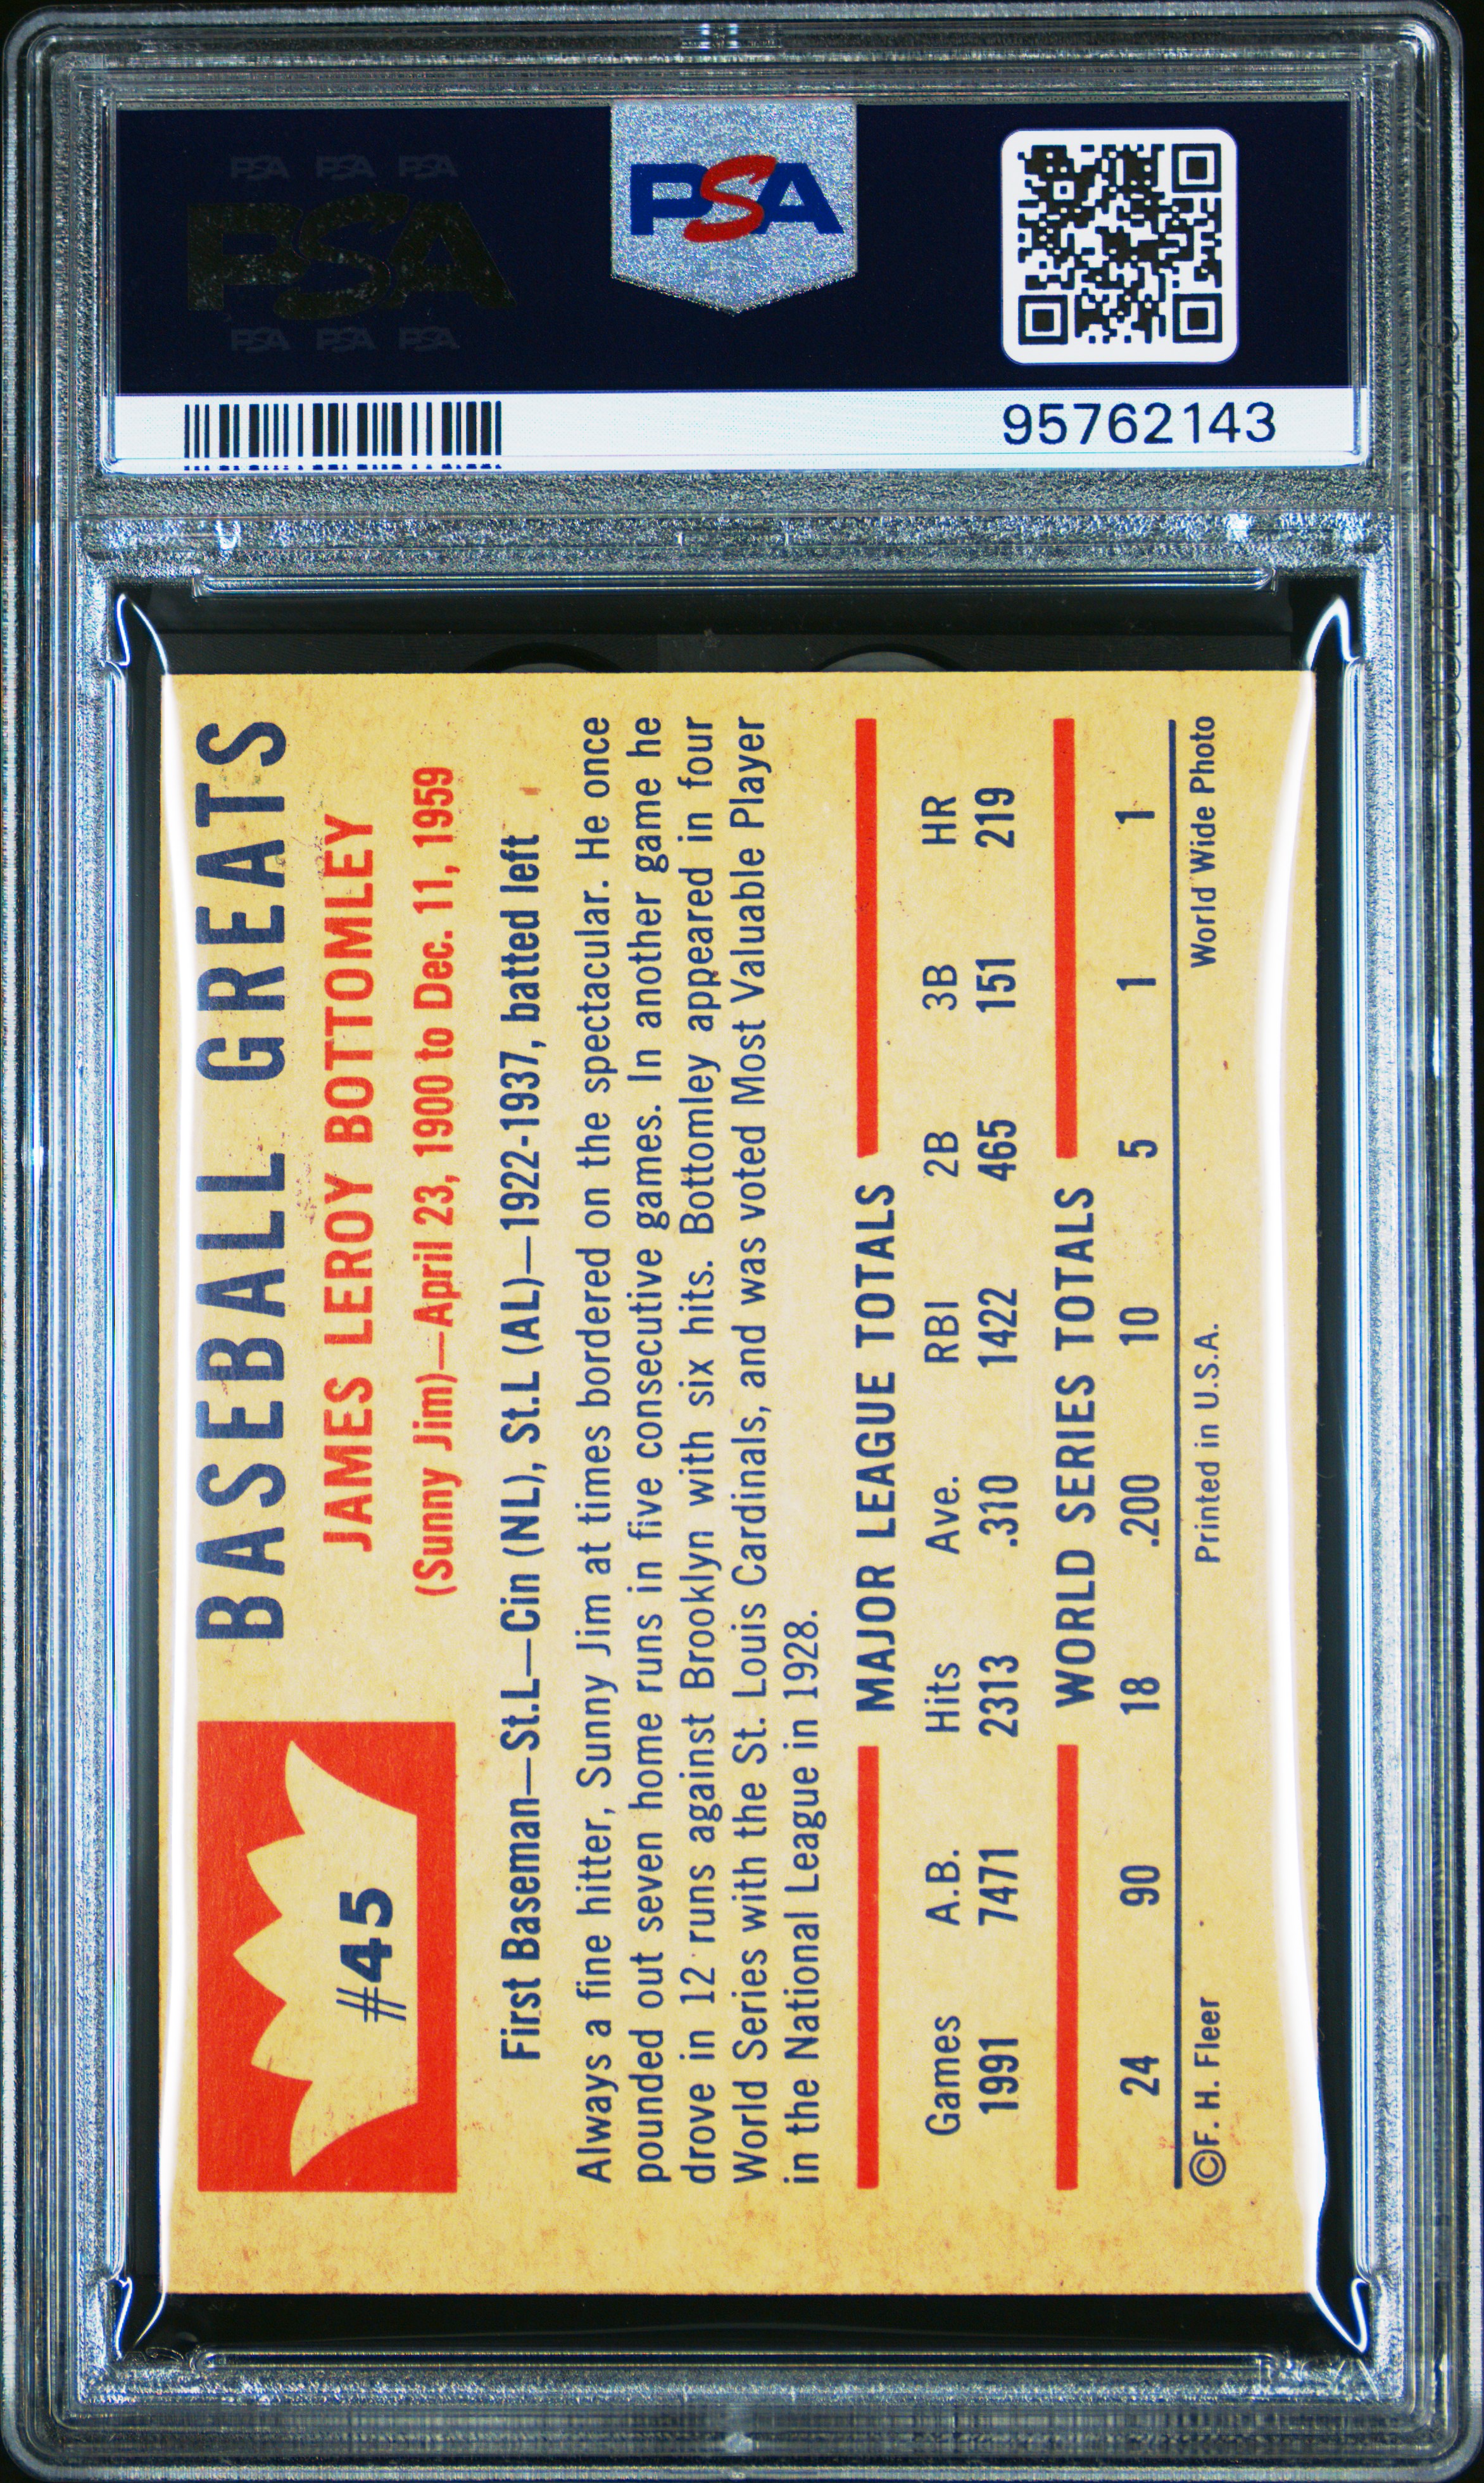 PSA PSA PSA
PSA
PSA PSA PSA
PSA
95762143
#45
BASEBALL GREATS
JAMES LEROY BOTTOMLEY
(Sunny Jim)—April 23, 1900 to Dec. 11, 1959
First Baseman—St.L—Cin (NL), St.L (AL)—1922-1937, batted left
Always a fine hitter, Sunny Jim at times bordered on the spectacular. He once
pounded out seven home runs in five consecutive games. In another game he
drove in 12 runs against Brooklyn with six hits. Bottomley appeared in four
World Series with the St. Louis Cardinals, and was voted Most Valuable Player
in the National League in 1928.
MAJOR LEAGUE TOTALS
Games A.B. Hits Ave. RBI 2B 3B HR
1991 7471 2313 .310 1422 465 151 219
WORLD SERIES TOTALS
24 90 18 .200 10 5 1 1
©F. H. Fleer Printed in U.S.A. World Wide Photo